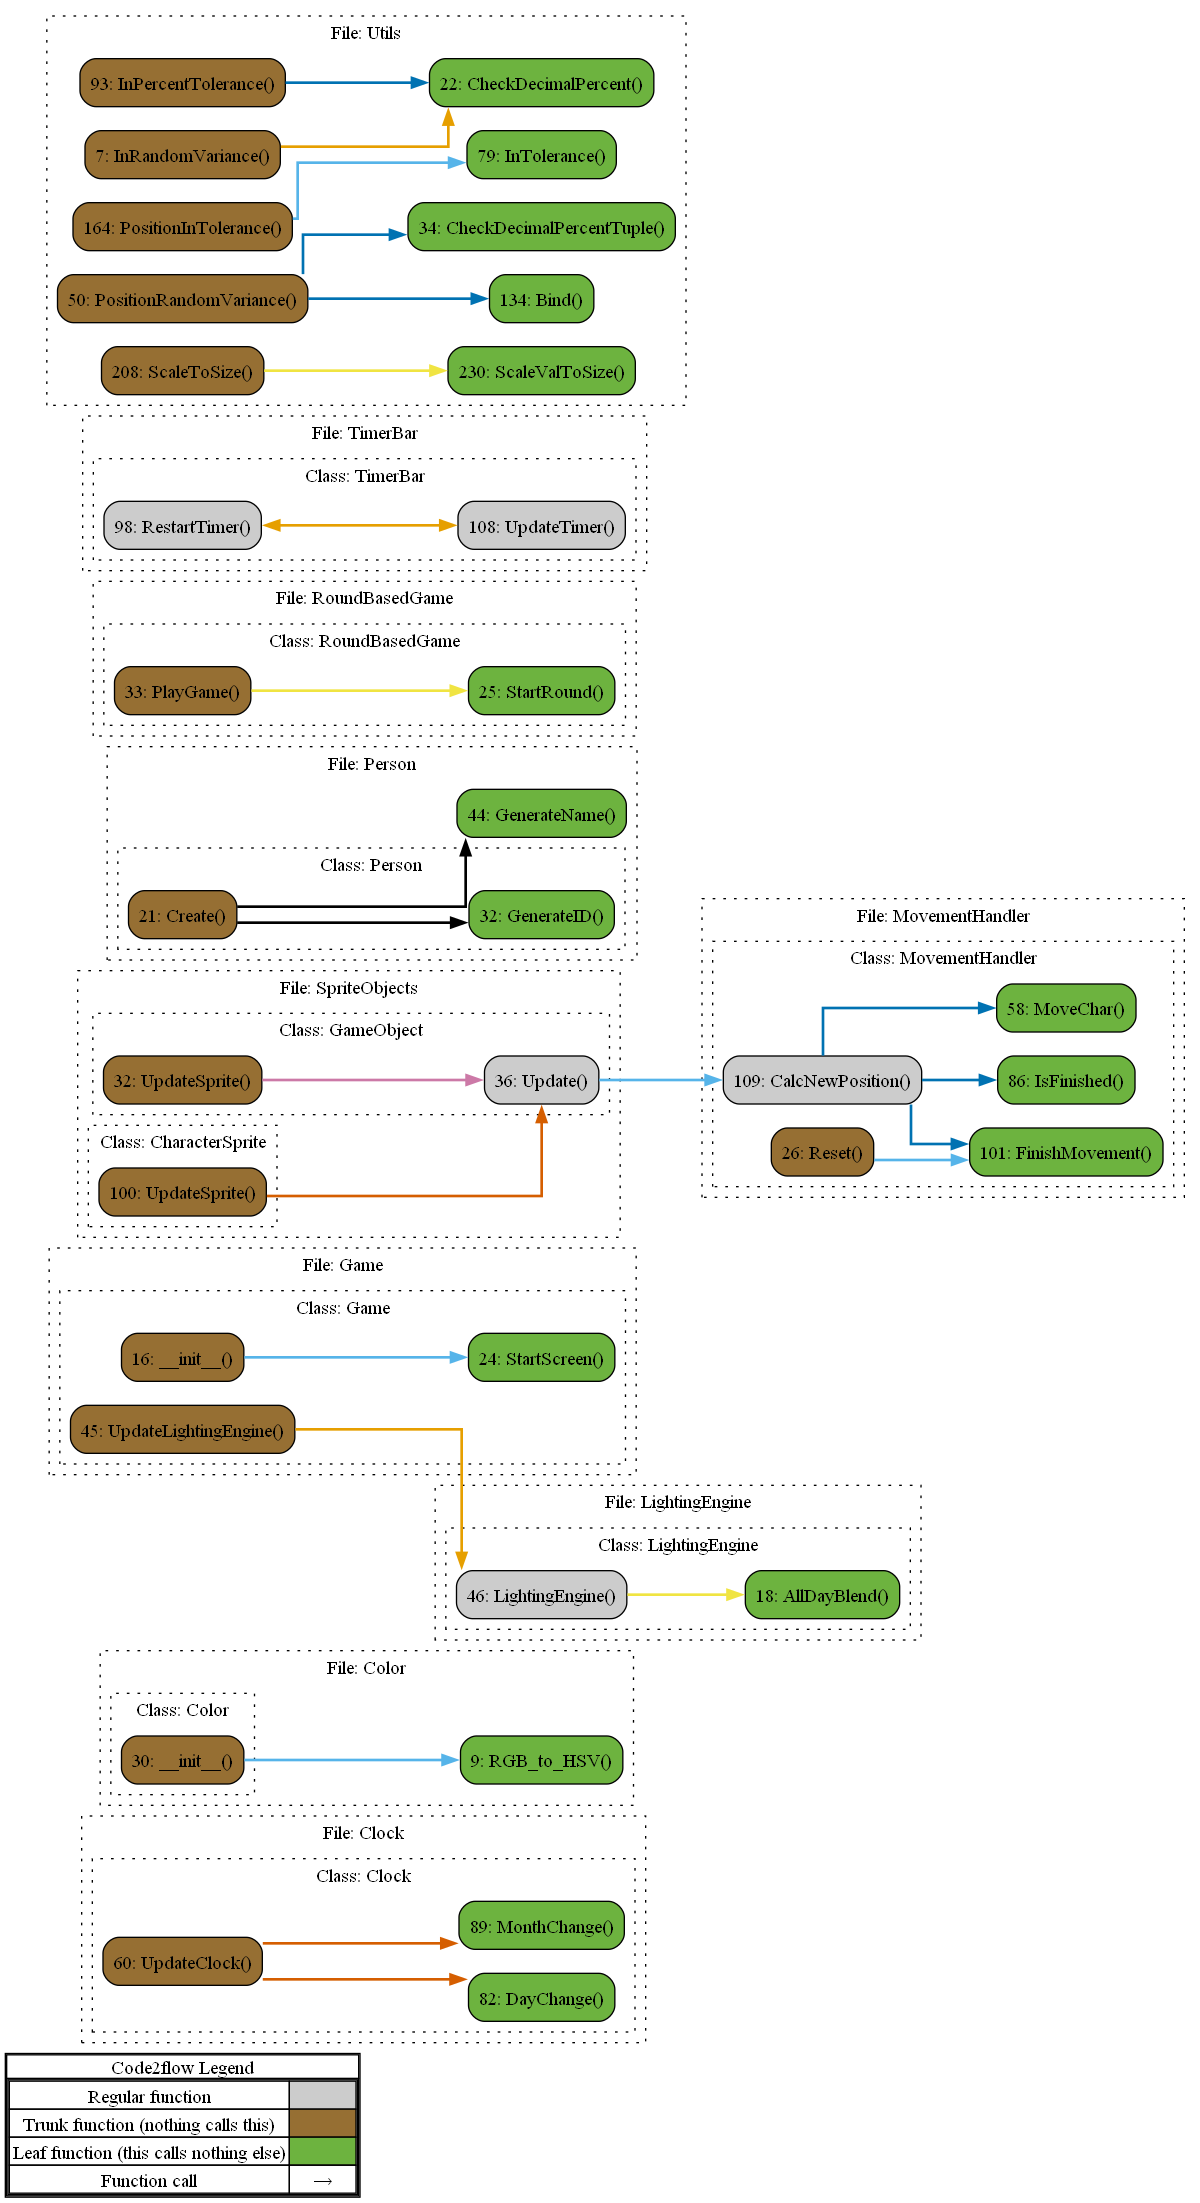 File: Utils
93: InPercentTolerance()
22: CheckDecimalPercent()
7: InRandomVariance()
79: InTolerance()
164: PositionInTolerance()
34: CheckDecimalPercentTuple()
50: PositionRandomVariance()
134: Bind()
208: ScaleToSize()
230: ScaleValToSize()
File: TimerBar
Class: TimerBar
98: RestartTimer()
108: UpdateTimer()
File: RoundBasedGame
Class: RoundBasedGame
33: PlayGame()
25: StartRound()
File: Person
44: GenerateName()
Class: Person
21: Create()
32: GenerateID()
File: MovementHandler
Class: MovementHandler
58: MoveChar()
109: CalcNewPosition()
86: IsFinished()
26: Reset()
101: FinishMovement()
File: SpriteObjects
Class: GameObject
32: UpdateSprite()
36: Update()
Class: CharacterSprite
100: UpdateSprite()
File: Game
Class: Game
16: __init__()
24: StartScreen()
45: UpdateLightingEngine()
File: LightingEngine
Class: LightingEngine
46: LightingEngine()
18: AllDayBlend()
File: Color
Class: Color
30: __init__()
9: RGB_to_HSV()
File: Clock
Class: Clock
89: MonthChange()
60: UpdateClock()
82: DayChange()
Code2flow Legend
Regular function
Trunk function (nothing calls this)
Leaf function (this calls nothing else)
Function call →